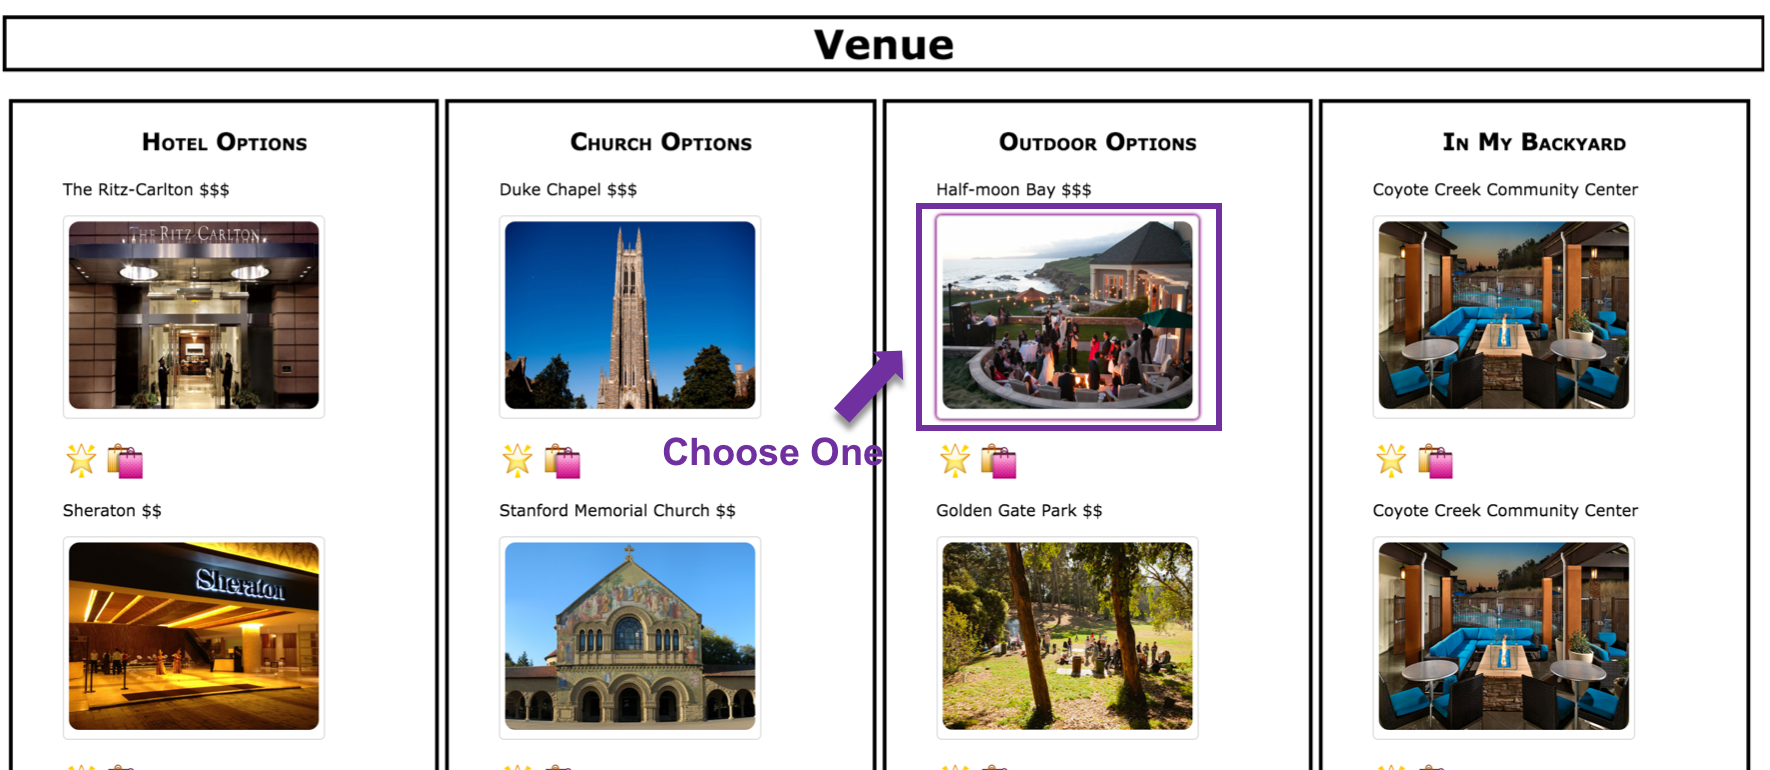 Venue
Hotel Options
The Ritz-Carlton $$$
THE RITZ-CARLTON
Sheraton $$
Sheraton
Church Options
Duke Chapel $$$
Stanford Memorial Church $$
Choose One
Outdoor Options
Half-moon Bay $$$
Golden Gate Park $$
In My Backyard
Coyote Creek Community Center
Coyote Creek Community Center